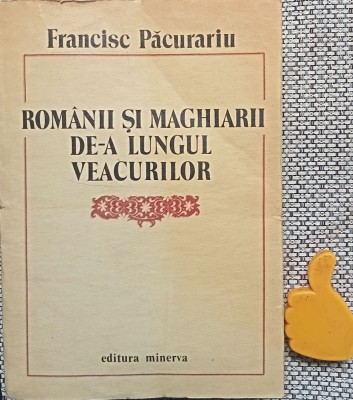 Francisc Păcurariu
ROMÂNII ȘI MAGHIARII
DE-A LUNGUL
VEACURILOR
editura minerva